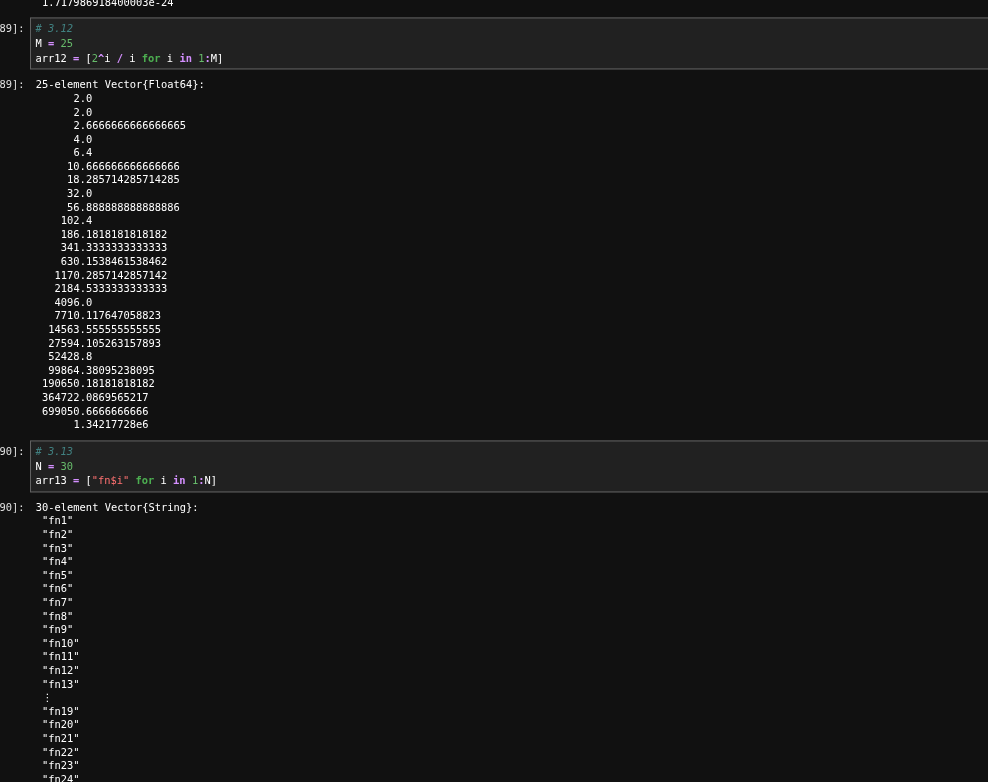 1.717986918400003e-24
89]:
# 3.12
M = 25
arr12 = [2^i / i for i in 1:M]
89]:
25-element Vector{Float64}:
2.0
2.0
2.6666666666666665
4.0
6.4
10.666666666666666
18.285714285714285
32.0
56.888888888888886
102.4
186.1818181818182
341.3333333333333
630.1538461538462
1170.2857142857142
2184.5333333333333
4096.0
7710.117647058823
14563.555555555555
27594.105263157893
52428.8
99864.38095238095
190650.18181818182
364722.0869565217
699050.6666666666
1.34217728e6
90]:
# 3.13
N = 30
arr13 = ["fn$i" for i in 1:N]
90]:
30-element Vector{String}:
"fn1"
"fn2"
"fn3"
"fn4"
"fn5"
"fn6"
"fn7"
"fn8"
"fn9"
"fn10"
"fn11"
"fn12"
"fn13"
⋮
"fn19"
"fn20"
"fn21"
"fn22"
"fn23"
"fn24"